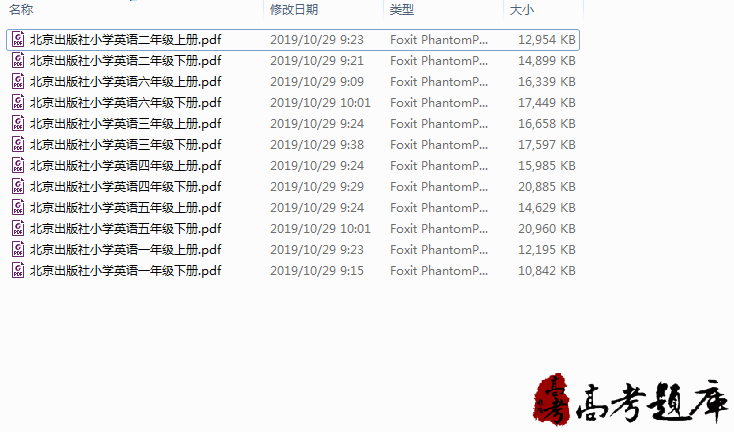 名称 修改日期 类型 大小
北京出版社小学英语二年级上册.pdf 2019/10/29 9:23 Foxit PhantomP... 12,954 KB
北京出版社小学英语二年级下册.pdf 2019/10/29 9:21 Foxit PhantomP... 14,899 KB
北京出版社小学英语六年级上册.pdf 2019/10/29 9:09 Foxit PhantomP... 16,339 KB
北京出版社小学英语六年级下册.pdf 2019/10/29 10:01 Foxit PhantomP... 17,449 KB
北京出版社小学英语三年级上册.pdf 2019/10/29 9:24 Foxit PhantomP... 16,658 KB
北京出版社小学英语三年级下册.pdf 2019/10/29 9:38 Foxit PhantomP... 17,597 KB
北京出版社小学英语四年级上册.pdf 2019/10/29 9:24 Foxit PhantomP... 15,985 KB
北京出版社小学英语四年级下册.pdf 2019/10/29 9:29 Foxit PhantomP... 20,885 KB
北京出版社小学英语五年级上册.pdf 2019/10/29 9:24 Foxit PhantomP... 14,629 KB
北京出版社小学英语五年级下册.pdf 2019/10/29 10:01 Foxit PhantomP... 20,960 KB
北京出版社小学英语一年级上册.pdf 2019/10/29 9:23 Foxit PhantomP... 12,195 KB
北京出版社小学英语一年级下册.pdf 2019/10/29 9:15 Foxit PhantomP... 10,842 KB
高考 高考题库